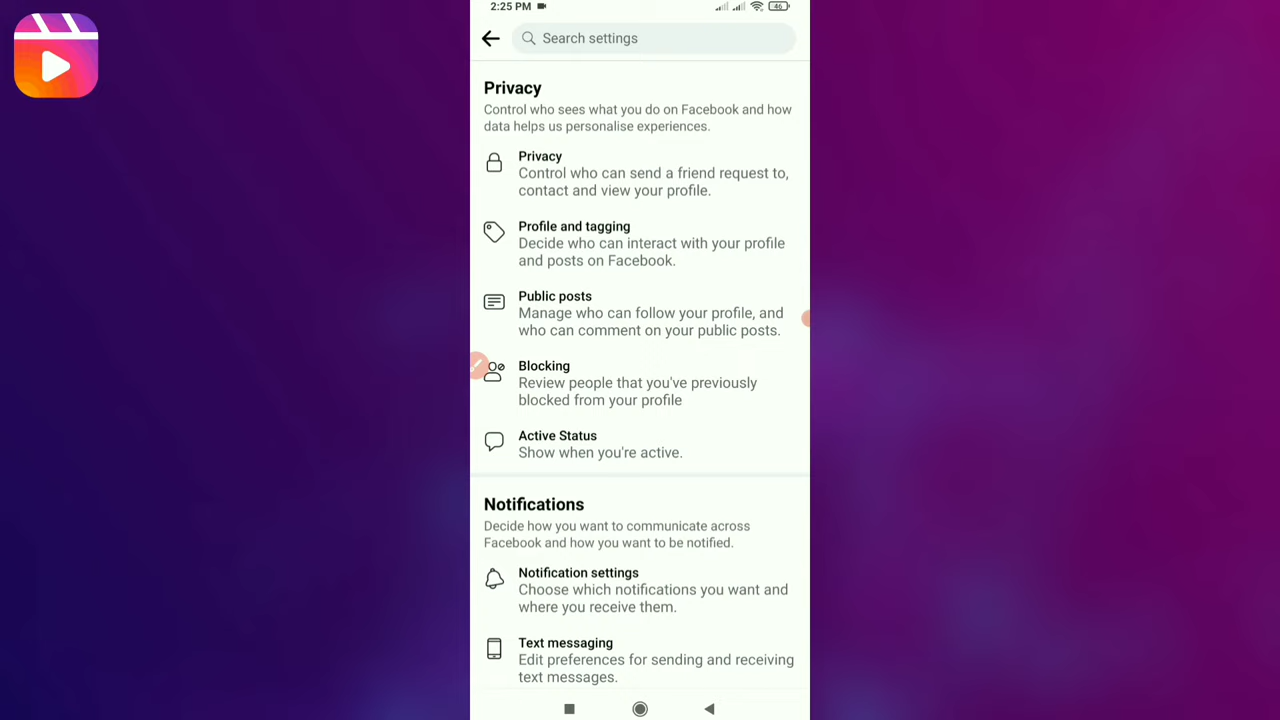 2:25 PM
46
Search settings
Privacy
Control who sees what you do on Facebook and how
data helps us personalise experiences.
Privacy
Control who can send a friend request to,
contact and view your profile.
Profile and tagging
Decide who can interact with your profile
and posts on Facebook.
Public posts
Manage who can follow your profile, and
who can comment on your public posts.
Blocking
Review people that you've previously
blocked from your profile
Active Status
Show when you're active.
Notifications
Decide how you want to communicate across
Facebook and how you want to be notified.
Notification settings
Choose which notifications you want and
where you receive them.
Text messaging
Edit preferences for sending and receiving
text messages.